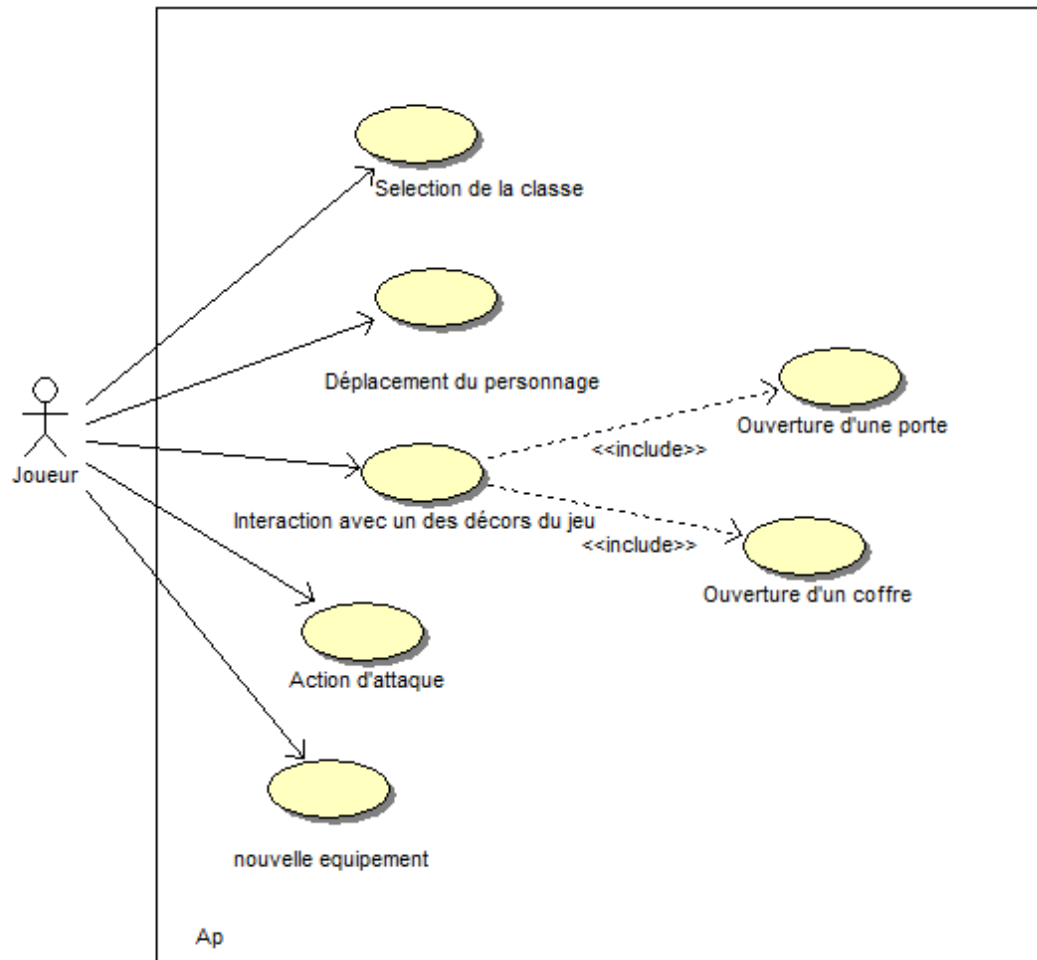 Selection de la classe
Déplacement du personnage
Ouverture d'une porte
<<include>>
Joueur
Interaction avec un des décors du jeu
<<include>>
Ouverture d'un coffre
Action d'attaque
nouvelle equipement
Ap